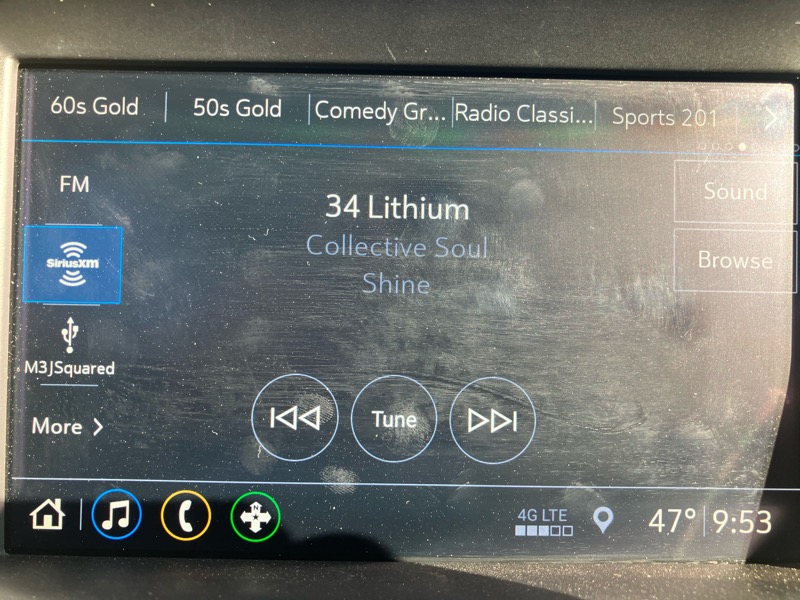 60s Gold | 50s Gold | Comedy Gr... | Radio Classi... | Sports 201
FM
34 Lithium
Sound
Collective Soul
SiriusXM
Browse
Shine
M3JSquared
Tune
More
N
4G LTE
47° 9:53